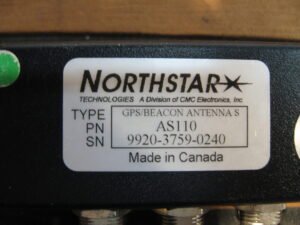 NORTHSTAR
TECHNOLOGIES A Division of CMC Electronics, Inc
TYPE GPS/BEACON ANTENNA S
PN AS110
SN 9920-3759-0240
Made in Canada